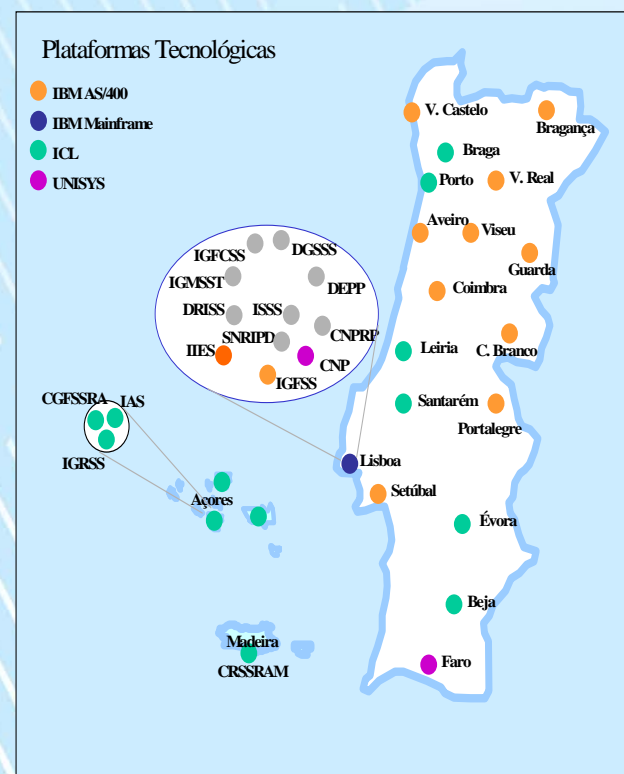 Plataformas Tecnológicas
IBM AS/400
IBM Mainframe
ICL
UNISYS
V. Castelo
Bragança
Braga
Porto
V. Real
Aveiro
Viseu
Guarda
Coimbra
Leiria
C. Branco
Santarém
Portalegre
Lisboa
Setúbal
Évora
Beja
Faro
IGFCSS
DGSSS
IGMSST
DEPP
DRISS
ISSS
SNRIPD
CNPRP
IIES
CNP
IGFSS
CGFSSRA
IAS
IGRSS
Açores
Madeira
CRSSRAM